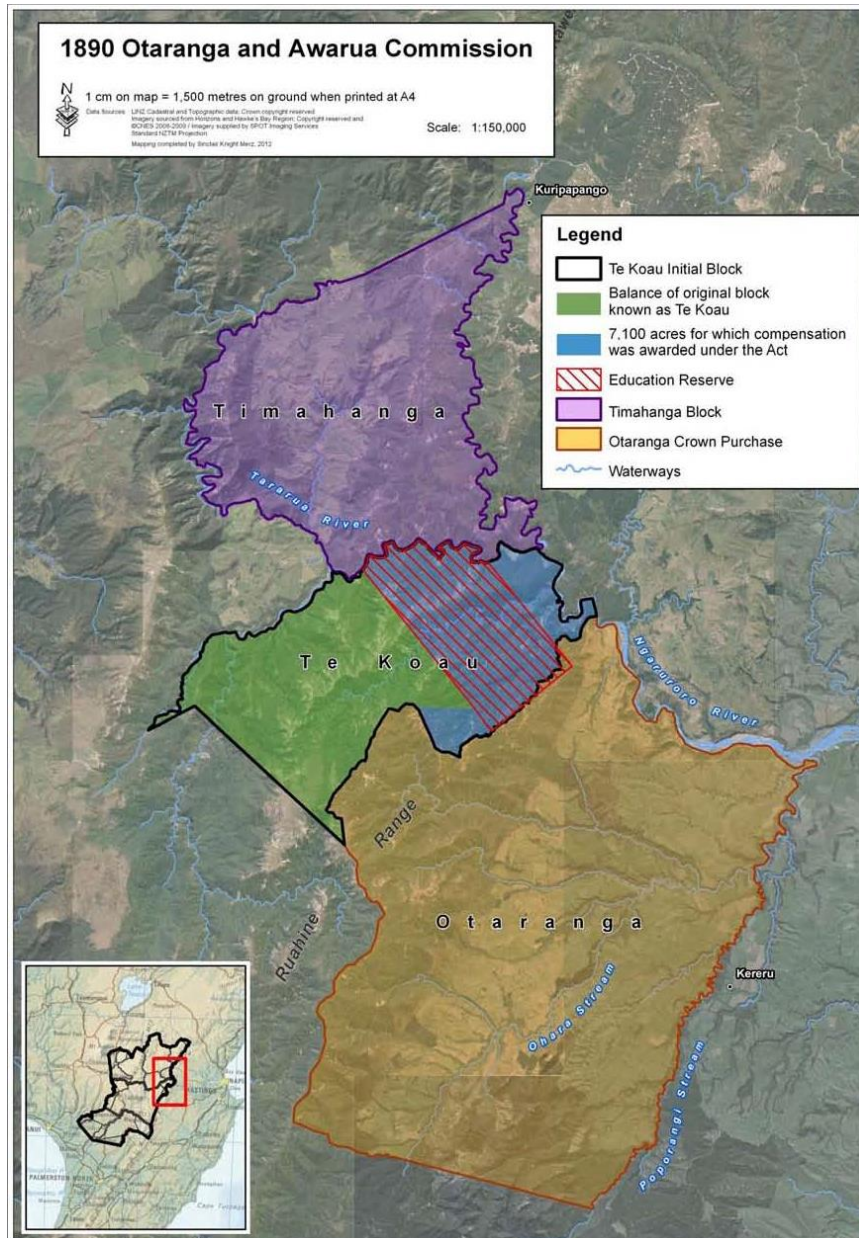 1890 Otaranga and Awarua Commission
N
1 cm on map = 1,500 metres on ground when printed at A4
Data Sources
LINZ Cadastral and Topographic data; Crown copyright reserved
Imagery sourced from Horizons and Hawke's Bay Region; Copyright reserved and
©CNES 2008-2009 / Imagery supplied by SPOT Imaging Services
Standard NZTM Projection
Mapping completed by Sinclair Knight Merz, 2012
Scale: 1:150,000
Kuripapango
Legend
Te Koau Initial Block
Balance of original block
known as Te Koau
7,100 acres for which compensation
was awarded under the Act
Education Reserve
Timahanga Block
Otaranga Crown Purchase
Waterways
Timahanga
Tararua River
Te Koau
Ngaruroro River
Range
Ruahine
Otaranga
Kereru
Ohara Stream
Poporangi Stream
HASTINGS
PALMERSTON NORTH